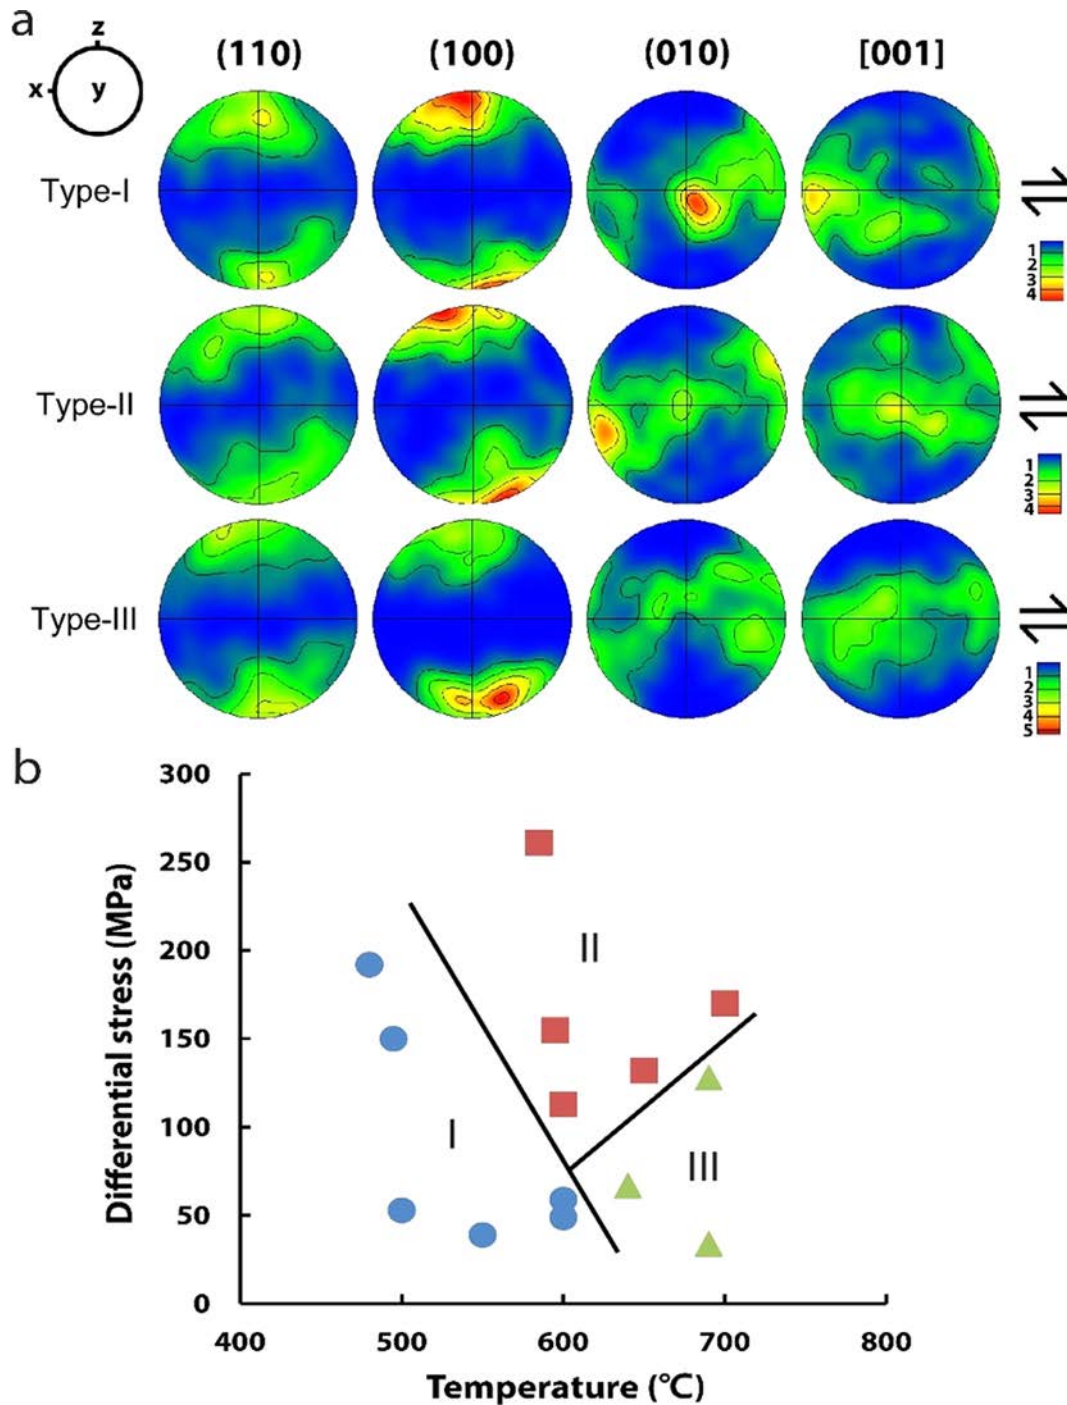 a
z
x
y
(110) (100) (010) [001]
Type-I
1
2
3
4
Type-II
1
2
3
4
Type-III
1
2
3
4
5
b
300
250
200
150
100
50
0
Differential stress (MPa)
I
II
III
400 500 600 700 800
Temperature (°C)